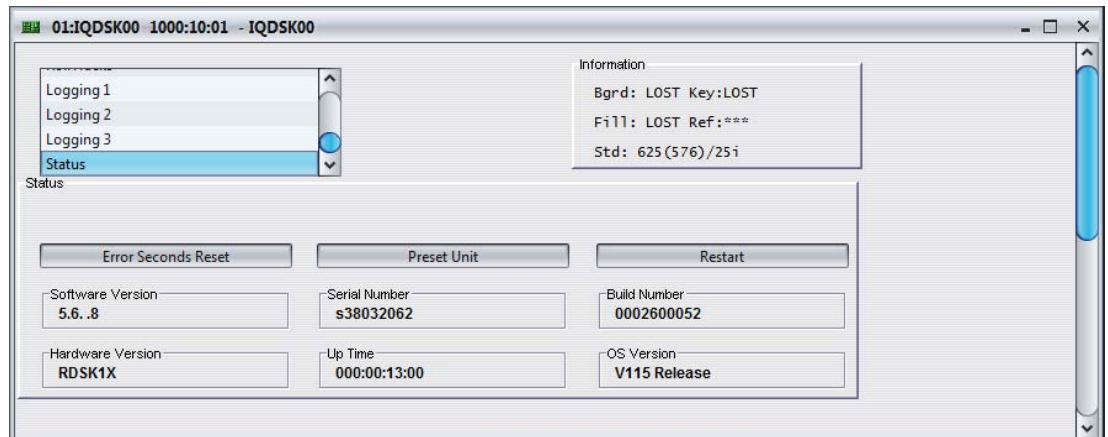 01:IQDSK00 1000:10:01 - IQDSK00
Logging 1
Logging 2
Logging 3
Status
Information
Bgrd: LOST Key:LOST
Fill: LOST Ref:***
Std: 625(576)/25i
Status
Error Seconds Reset
Preset Unit
Restart
Software Version
5.6. .8
Serial Number
s38032062
Build Number
0002600052
Hardware Version
RDSK1X
Up Time
000:00:13:00
OS Version
V115 Release